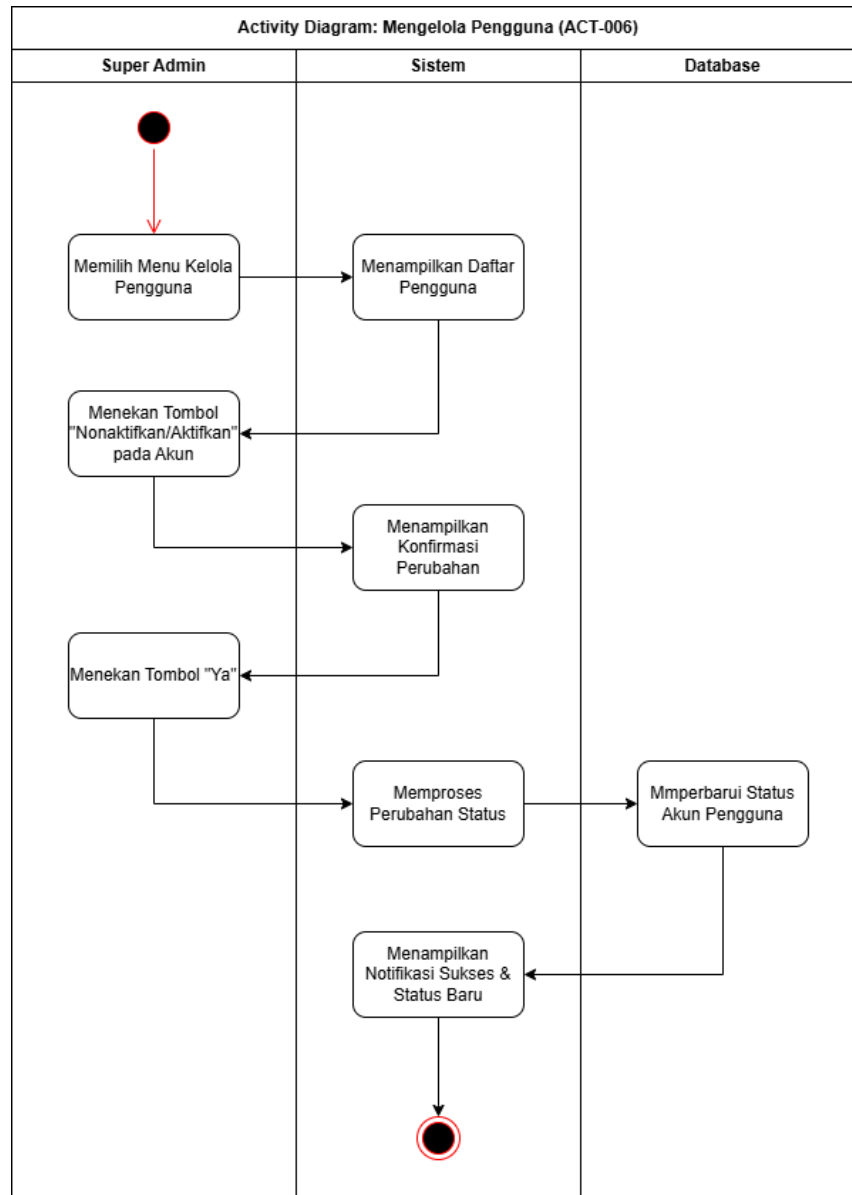 Activity Diagram: Mengelola Pengguna (ACT-006)
Super Admin
Sistem
Database
Memilih Menu Kelola
Pengguna
Menampilkan Daftar
Pengguna
Menekan Tombol
"Nonaktifkan/Aktifkan"
pada Akun
Menampilkan
Konfirmasi
Perubahan
Menekan Tombol "Ya"
Memproses
Perubahan Status
Mmperbarui Status
Akun Pengguna
Menampilkan
Notifikasi Sukses &
Status Baru